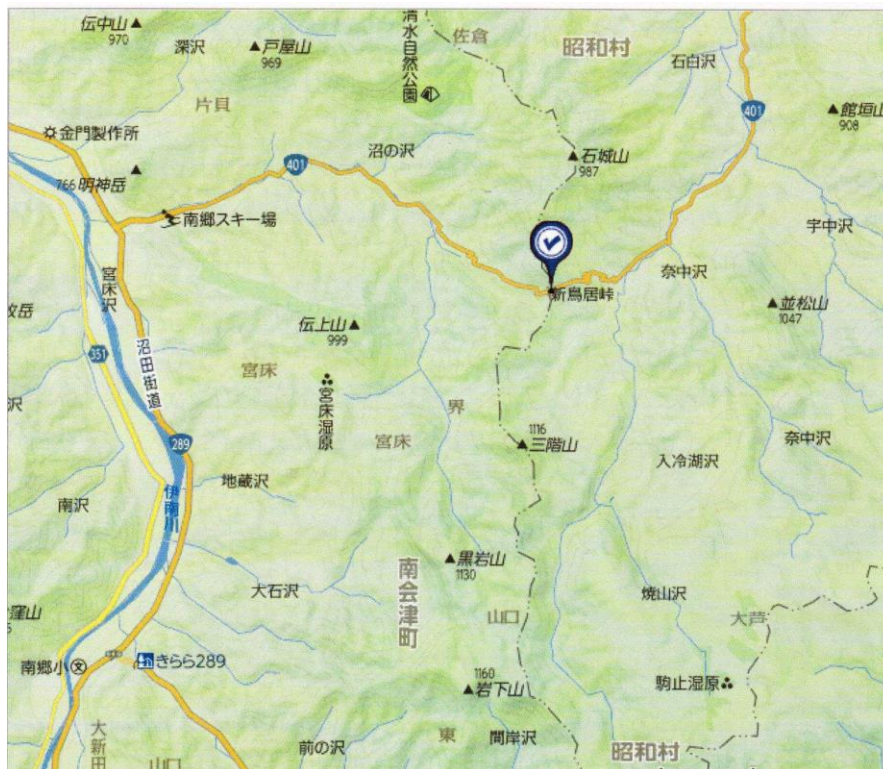 伝中山
970
深沢
戸屋山
969
清水自然公園
佐倉
昭和村
石白沢
401
館垣山
908
片貝
金門製作所
766 明神岳
401
沼の沢
石城山
987
南郷スキー場
宇中沢
宮床沢
奈中沢
新鳥居峠
並松山
1047
伝上山
999
351
沼田街道
宮床
宮床湿原
界
宮床
1116
三階山
289
奈中沢
入冷湖沢
地蔵沢
伊南川
南沢
黒岩山
1130
南会津町
大石沢
焼山沢
大芦
窪山
山口
南郷小
文
きらら289
1160
岩下山
駒止湿原
大新田
前の沢
東
間岸沢
昭和村
山口